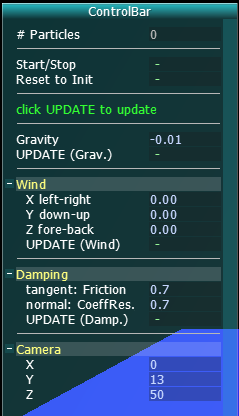 ControlBar
# Particles 0
Start/Stop -
Reset to Init -
click UPDATE to update
Gravity -0.01
UPDATE (Grav.) -
- Wind
X left-right 0.00
Y down-up 0.00
Z fore-back 0.00
UPDATE (Wind) -
- Damping
tangent: Friction 0.7
normal: CoeffRes. 0.7
UPDATE (Damp.) -
- Camera
X 0
Y 13
Z 50